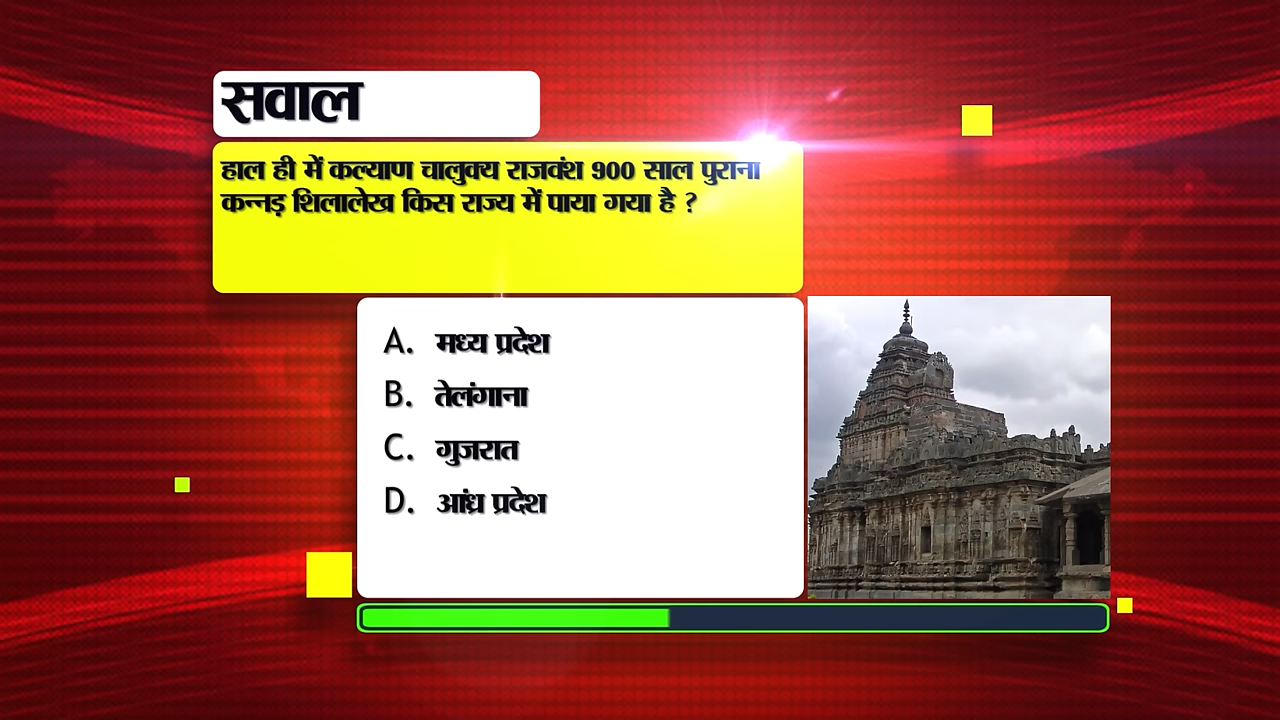 सवाल
हाल ही में कल्याण चालुक्य राजवंश 900 साल पुराना
कन्नड़ शिलालेख किस राज्य में पाया गया है ?
A. मध्य प्रदेश
B. तेलंगाना
C. गुजरात
D. आंध्र प्रदेश